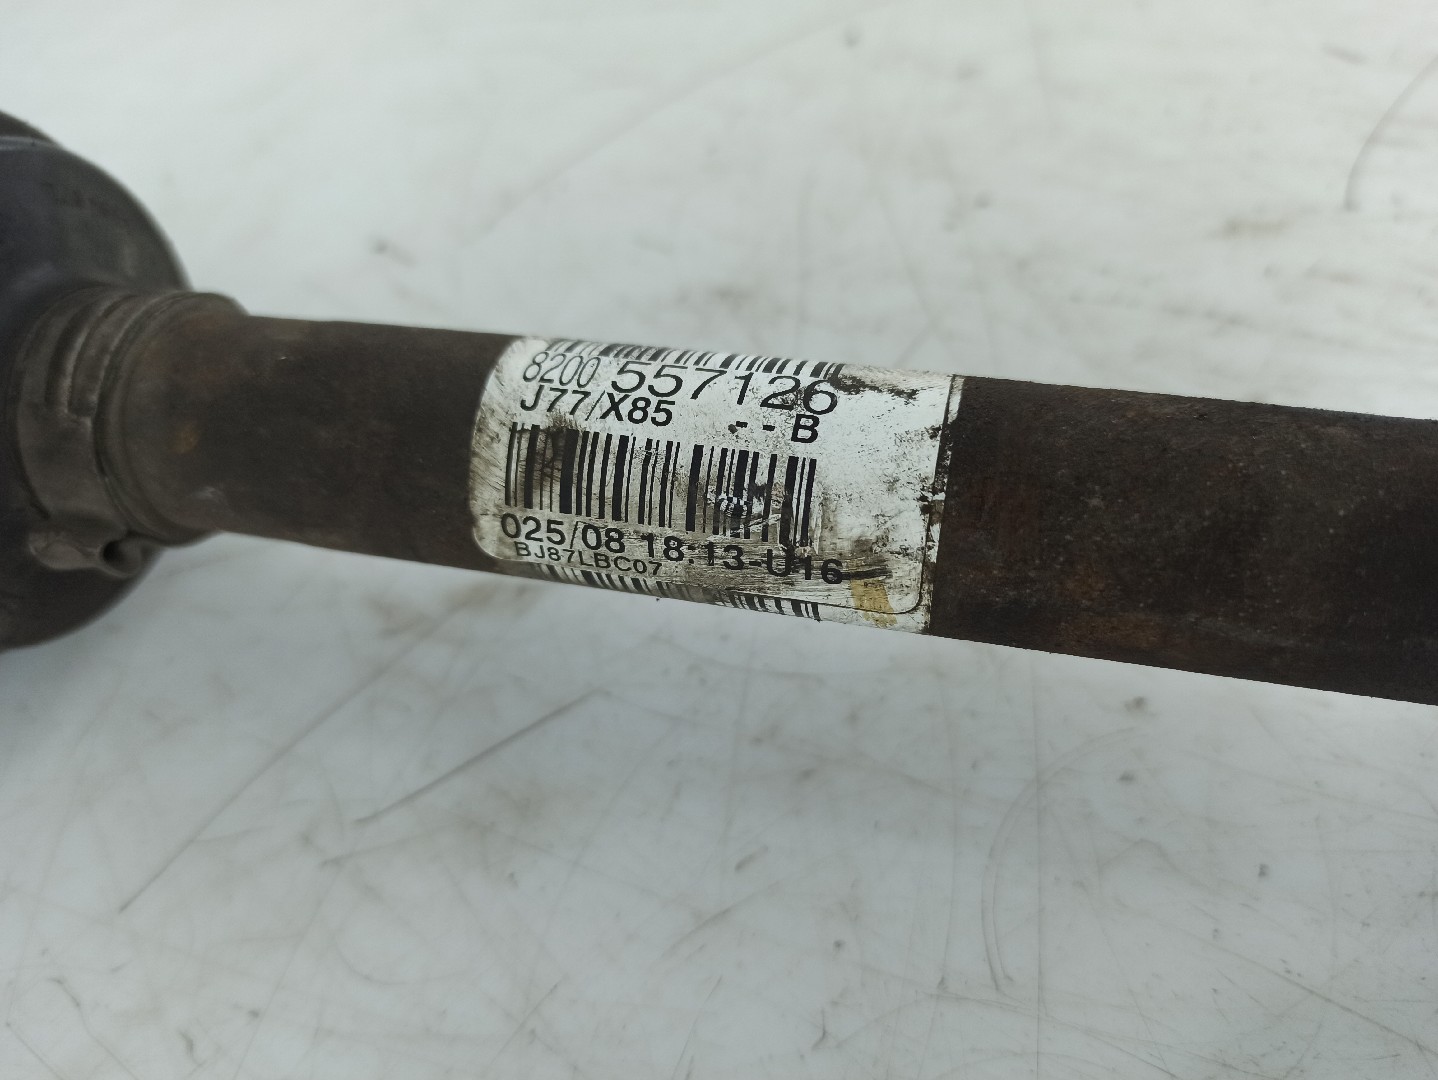 8200 557126
J77/X85 -- B
025/08 18:13-U16
BJ87LBC07